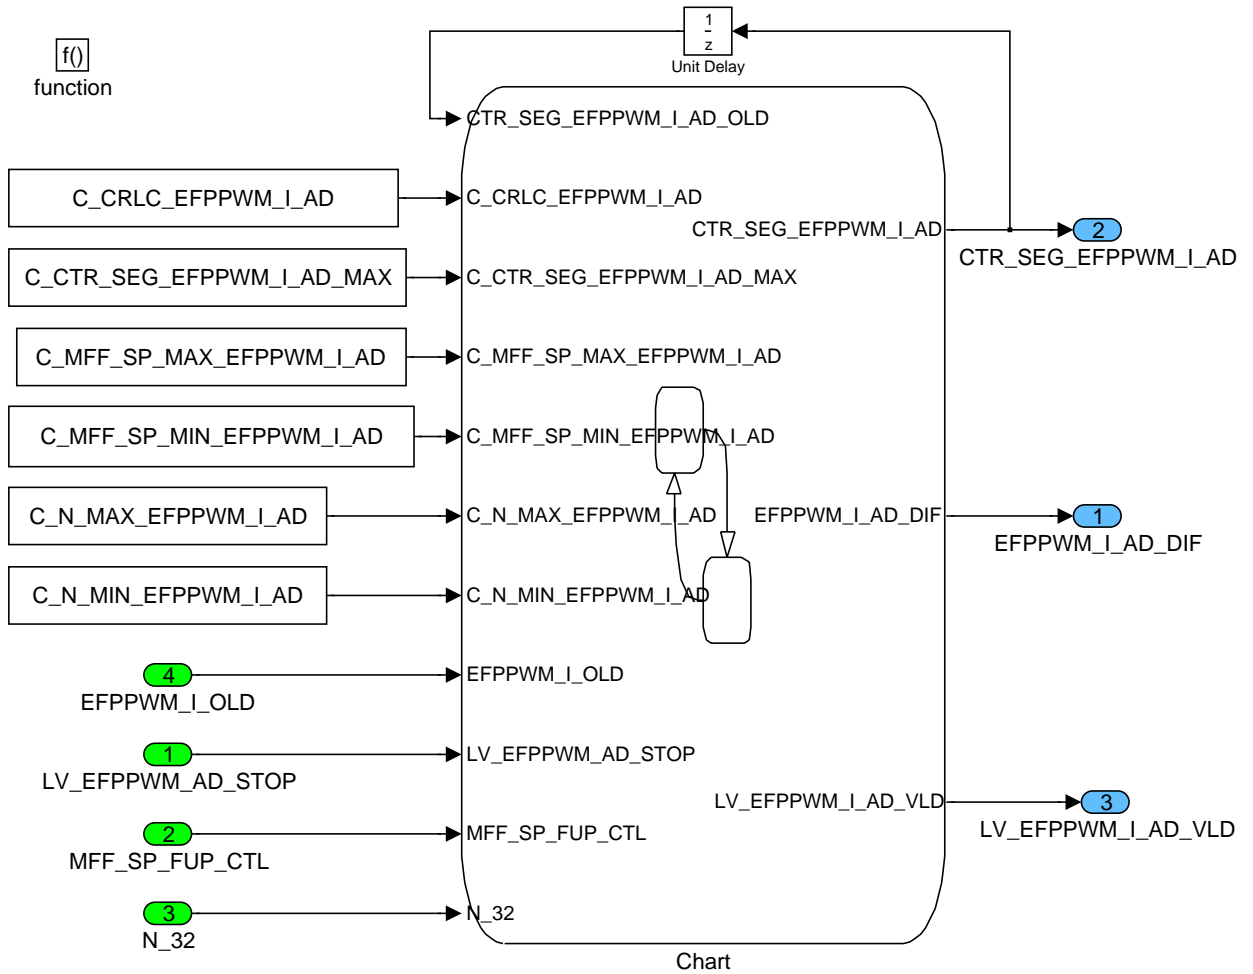 1
z
Unit Delay
f()
function
CTR_SEG_EFPPWM_I_AD_OLD
C_CRLC_EFPPWM_I_AD
C_CRLC_EFPPWM_I_AD
CTR_SEG_EFPPWM_I_AD
2
CTR_SEG_EFPPWM_I_AD
C_CTR_SEG_EFPPWM_I_AD_MAX
C_CTR_SEG_EFPPWM_I_AD_MAX
C_MFF_SP_MAX_EFPPWM_I_AD
C_MFF_SP_MAX_EFPPWM_I_AD
C_MFF_SP_MIN_EFPPWM_I_AD
C_MFF_SP_MIN_EFPPWM_I_AD
C_N_MAX_EFPPWM_I_AD
C_N_MAX_EFPPWM_I_AD
EFPPWM_I_AD_DIF
1
EFPPWM_I_AD_DIF
C_N_MIN_EFPPWM_I_AD
C_N_MIN_EFPPWM_I_AD
4
EFPPWM_I_OLD
EFPPWM_I_OLD
1
LV_EFPPWM_AD_STOP
LV_EFPPWM_AD_STOP
LV_EFPPWM_I_AD_VLD
3
LV_EFPPWM_I_AD_VLD
2
MFF_SP_FUP_CTL
MFF_SP_FUP_CTL
3
N_32
N_32
Chart